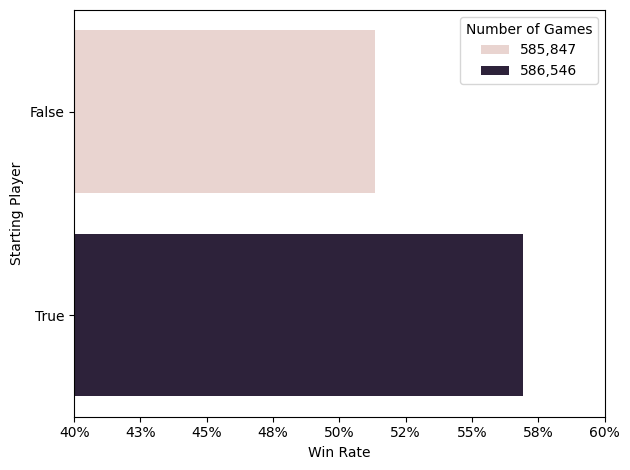 Number of Games
585,847
586,546
False
True
Starting Player
40%
43%
45%
48%
50%
52%
55%
58%
60%
Win Rate